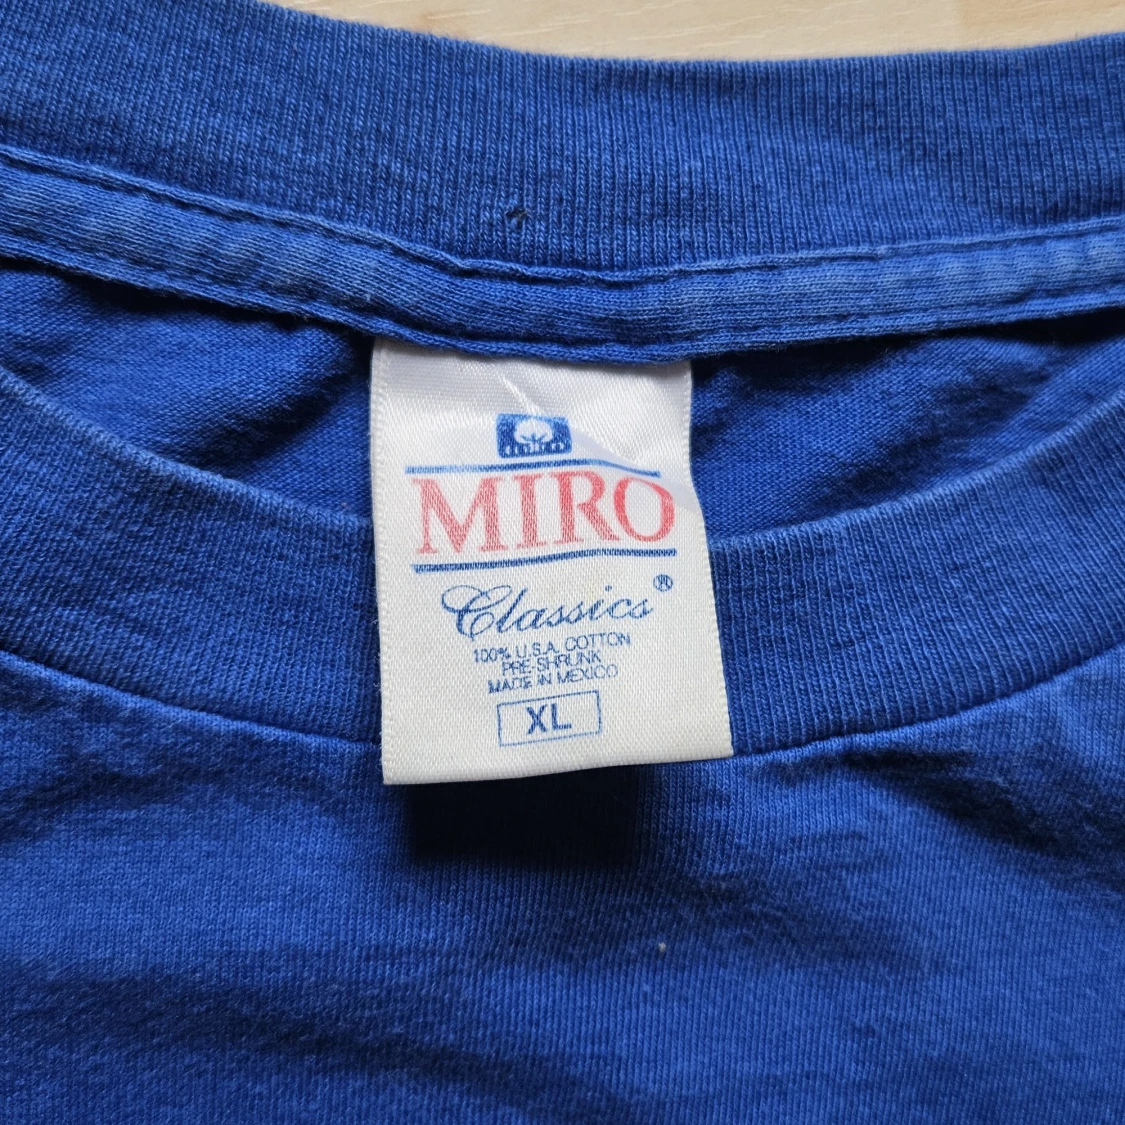 MIRO
Classics®
100% U.S.A. COTTON
PRE-SHRUNK
MADE IN MEXICO
XL